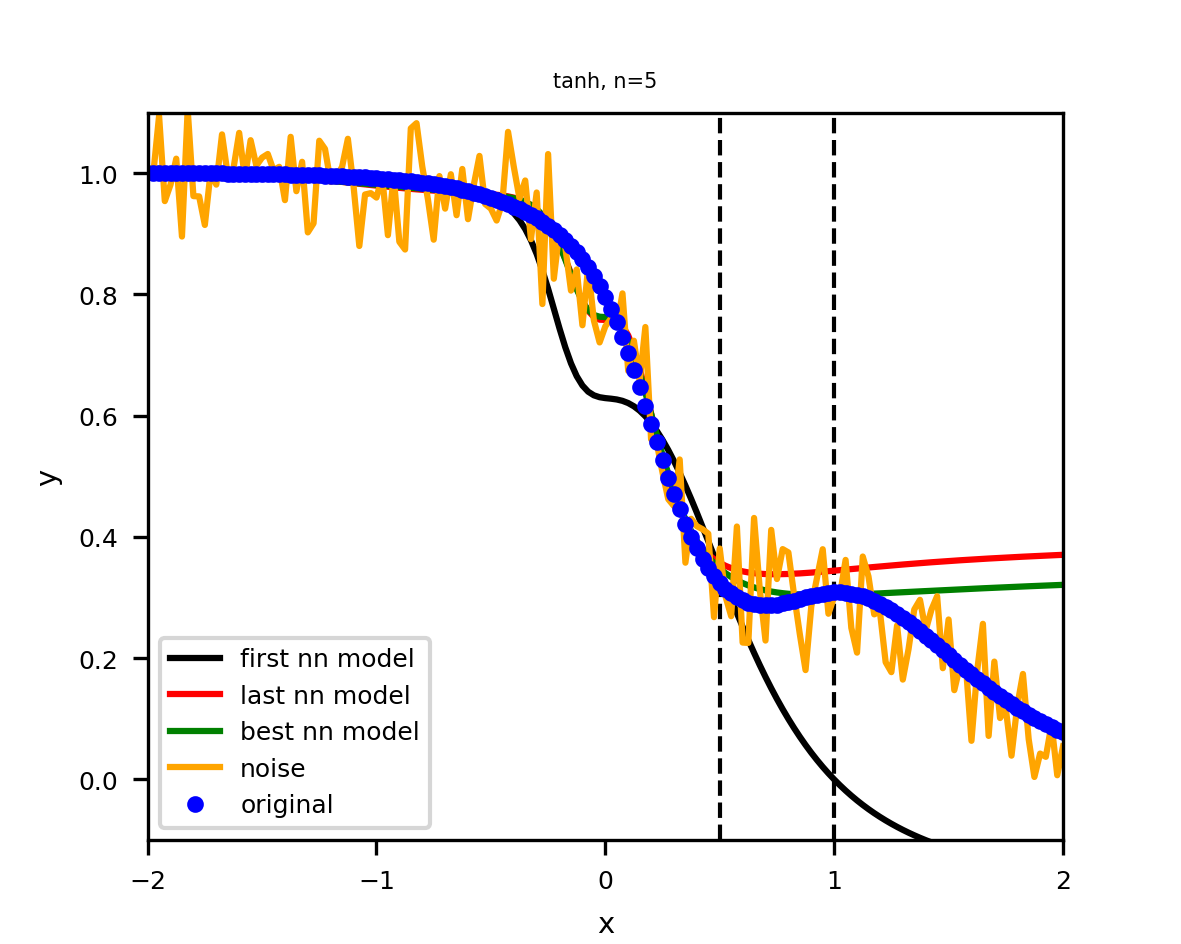 tanh, n=5
y
1.0
0.8
0.6
0.4
0.2
0.0
first nn model
last nn model
best nn model
noise
original
−2
−1
0
1
2
x